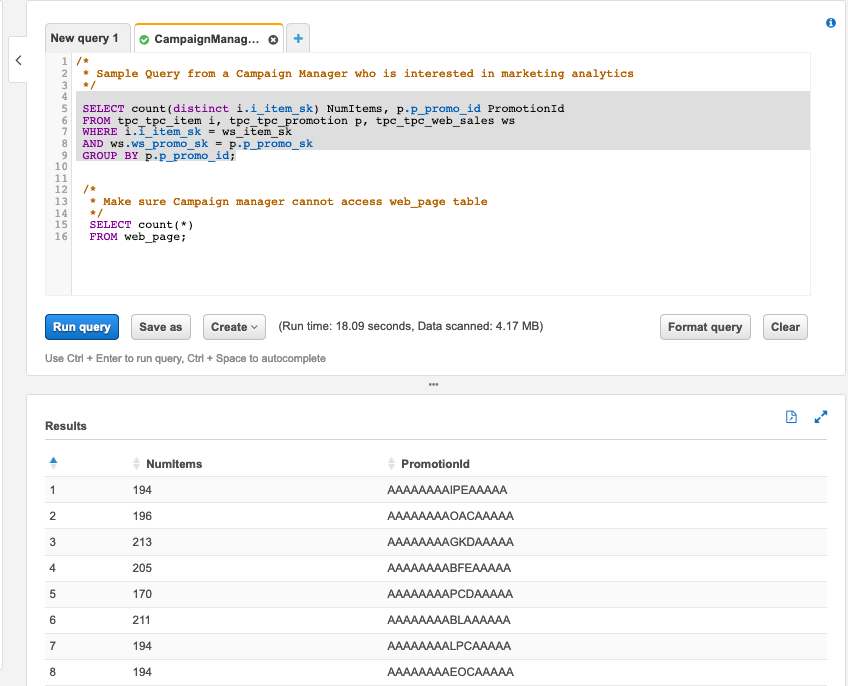 New query 1
CampaignManag...
+
1 /*
2 * Sample Query from a Campaign Manager who is interested in marketing analytics
3 */
4
5 SELECT count(distinct i.i_item_sk) NumItems, p.p_promo_id PromotionId
6 FROM tpc_tpc_item i, tpc_tpc_promotion p, tpc_tpc_web_sales ws
7 WHERE i.i_item_sk = ws_item_sk
8 AND ws.ws_promo_sk = p.p_promo_sk
9 GROUP BY p.p_promo_id;
10
11
12 /*
13 * Make sure Campaign manager cannot access web_page table
14 */
15 SELECT count(*)
16 FROM web_page;
Run query Save as Create (Run time: 18.09 seconds, Data scanned: 4.17 MB) Format query Clear
Use Ctrl + Enter to run query, Ctrl + Space to autocomplete
Results
NumItems PromotionId
1 194 AAAAAAAAIPEAAAAA
2 196 AAAAAAAAOACAAAAA
3 213 AAAAAAAAGKDAAAAA
4 205 AAAAAAAABFEAAAAA
5 170 AAAAAAAAPCDAAAAA
6 211 AAAAAAAABLAAAAAA
7 194 AAAAAAAALPCAAAAA
8 194 AAAAAAAAEOCAAAAA